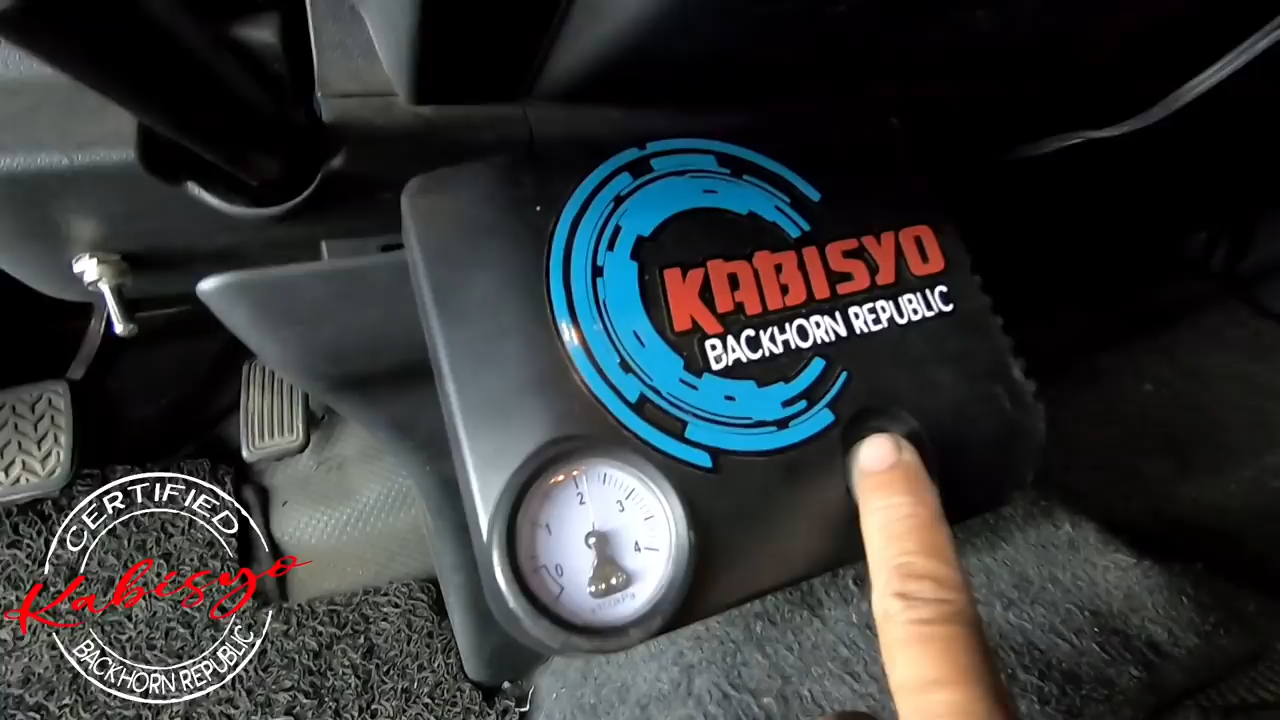 KABISYO
BACKHORN REPUBLIC
1
2
3
4
0
CERTIFIED
Kabisyo
BACKHORN REPUBLIC